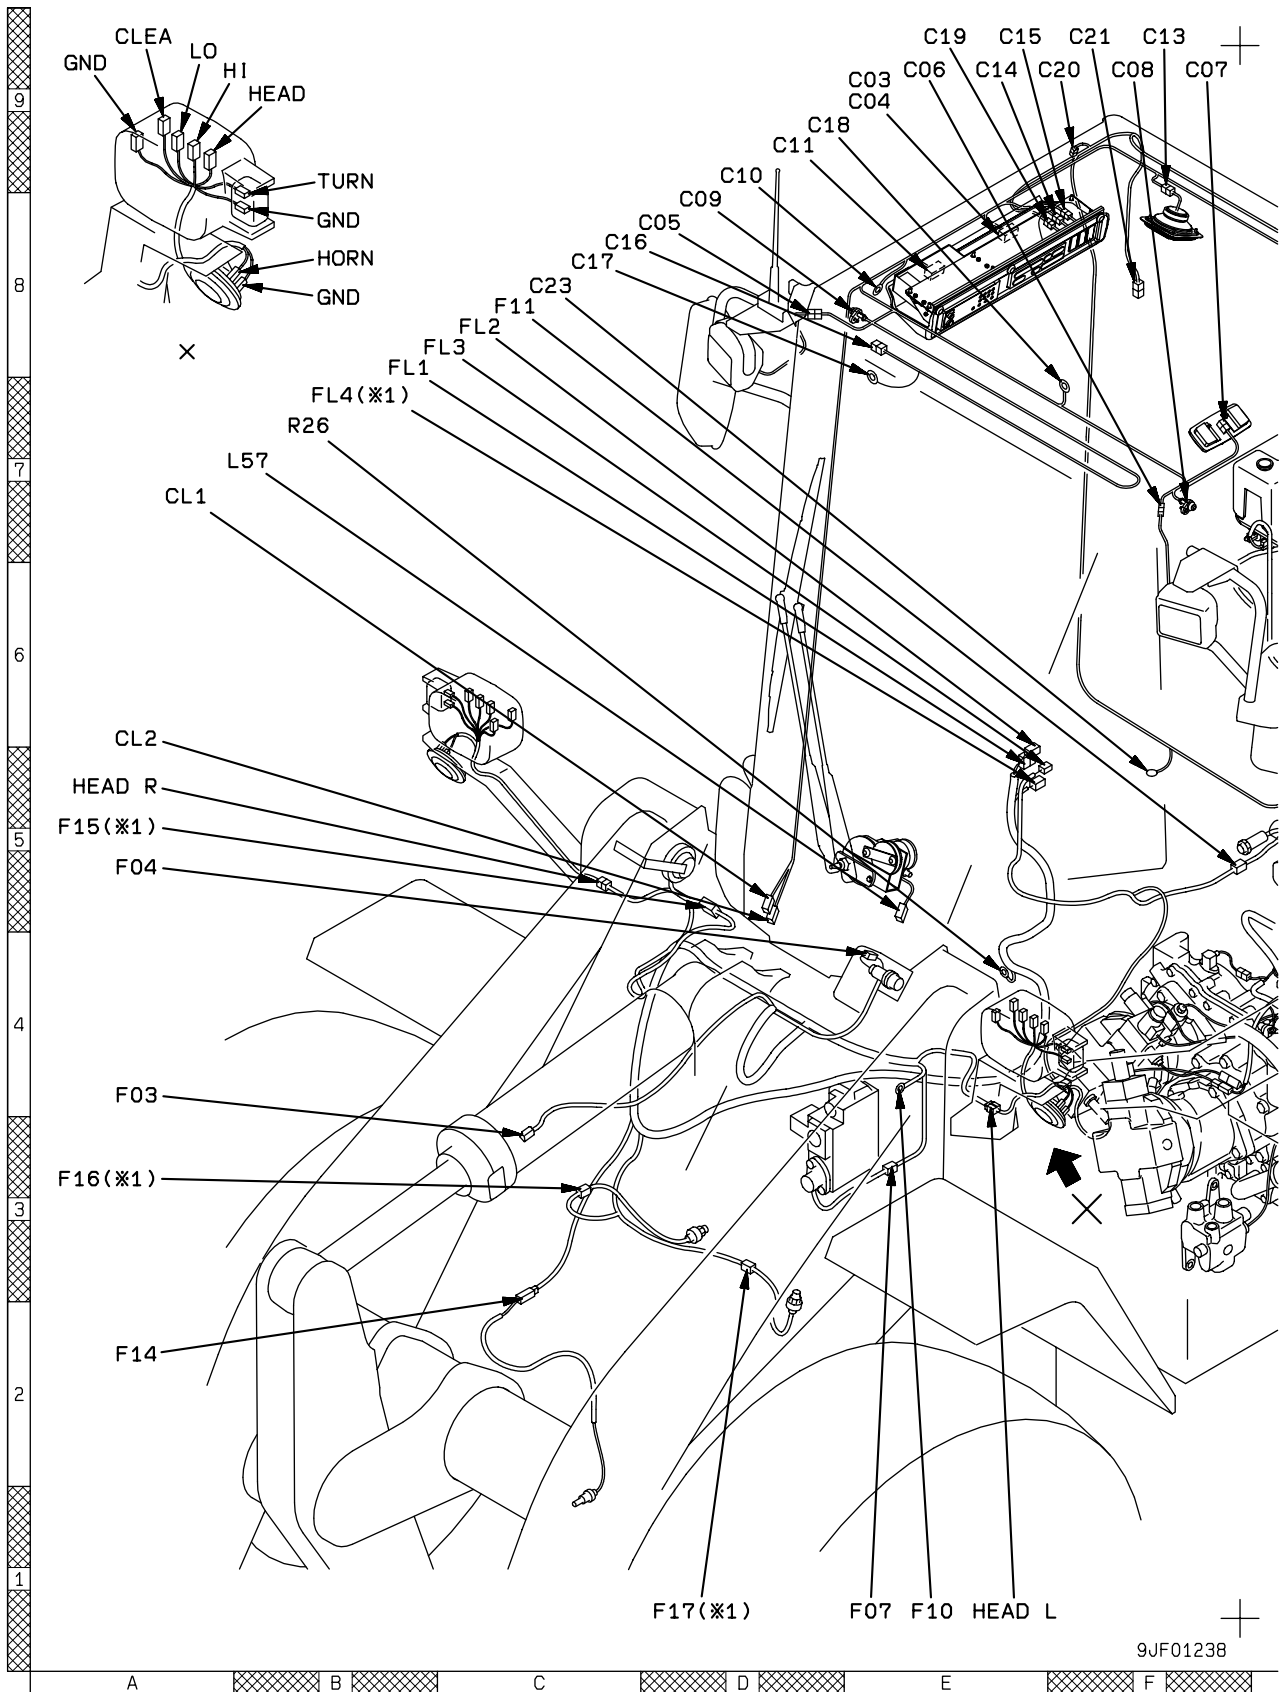 CLEA
GND
LO
HI
HEAD
TURN
GND
HORN
GND
X
C19
C15
C21
C13
C03
C06
C14
C20
C08
C07
C04
C18
C11
C10
C09
C05
C16
C17
C23
F11
FL2
FL3
FL1
FL4(※1)
R26
L57
CL1
CL2
HEAD R
F15(※1)
F04
F03
F16(※1)
F14
X
F17(※1)
F07
F10
HEAD L
9JF01238
9
8
7
6
5
4
3
2
1
A
B
C
D
E
F